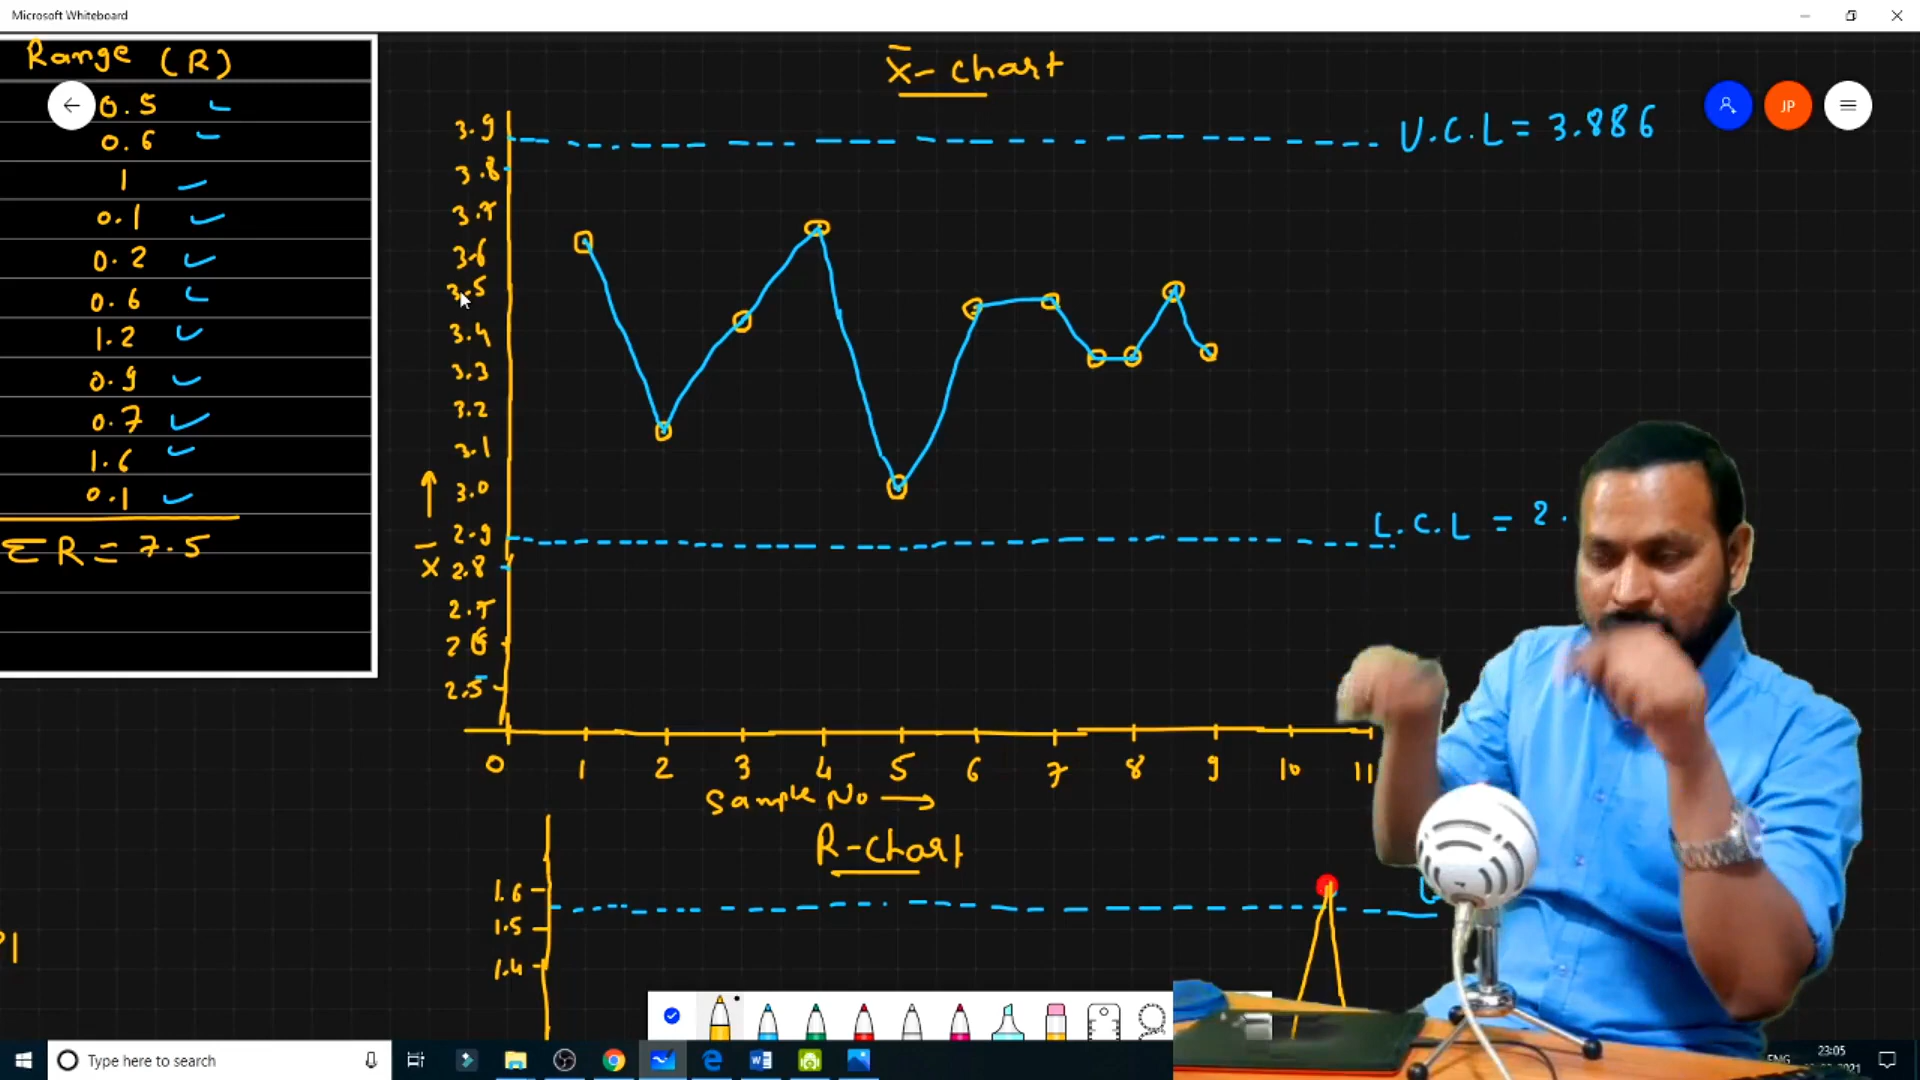 Microsoft Whiteboard
Range (R)
0.5
0.6
1
0.1
0.2
0.6
1.2
0.9
0.7
1.6
0.1
Σ R = 7.5
X̄-chart
3.9
3.8
3.7
3.6
3.5
3.4
3.3
3.2
3.1
3.0
2.9
2.8
2.7
2.6
2.5
X̄
U.C.L = 3.886
L.C.L = 2.
0 1 2 3 4 5 6 7 8 9 10 11
Sample No
R-chart
1.6
1.5
1.4
JP
Type here to search
ENG
23:05